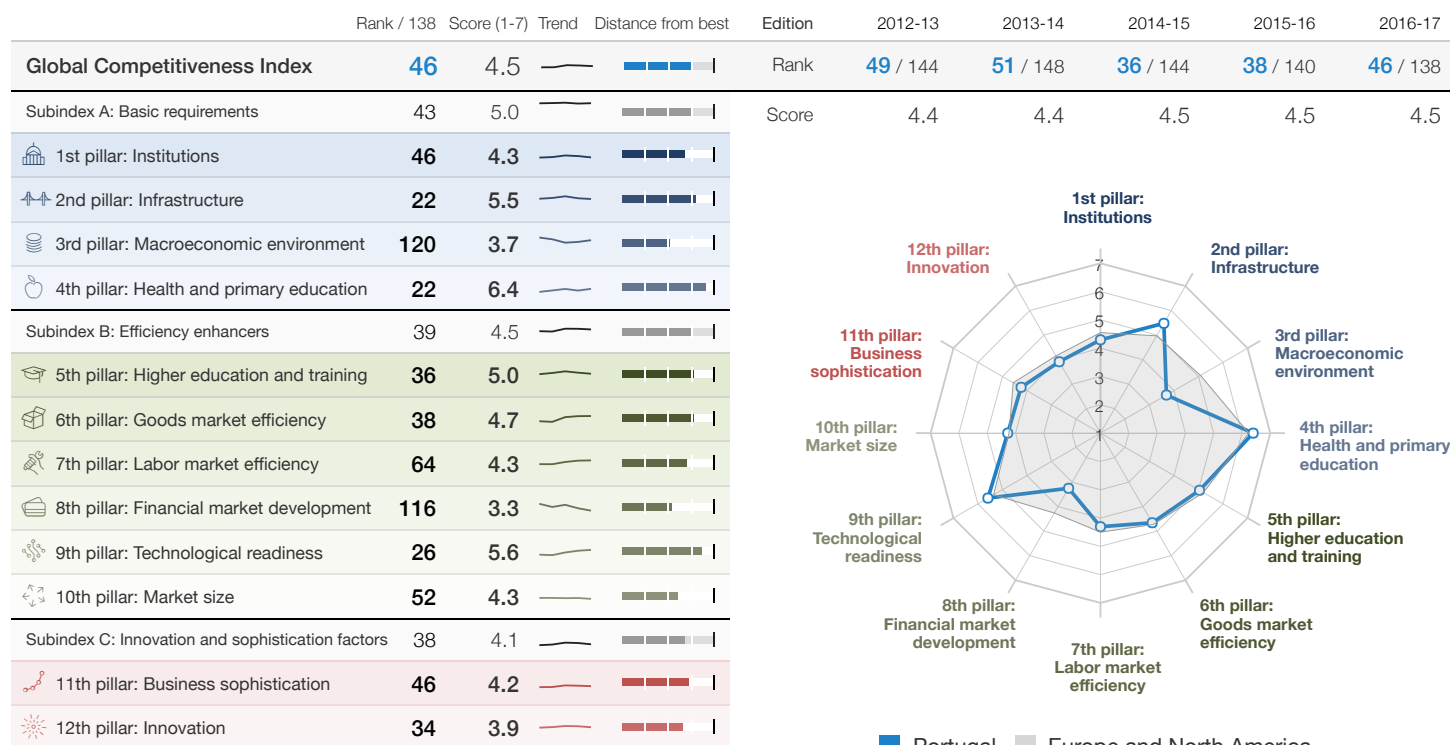 Rank / 138 Score (1-7) Trend Distance from best
Global Competitiveness Index 46 4.5
Subindex A: Basic requirements 43 5.0
1st pillar: Institutions 46 4.3
2nd pillar: Infrastructure 22 5.5
3rd pillar: Macroeconomic environment 120 3.7
4th pillar: Health and primary education 22 6.4
Subindex B: Efficiency enhancers 39 4.5
5th pillar: Higher education and training 36 5.0
6th pillar: Goods market efficiency 38 4.7
7th pillar: Labor market efficiency 64 4.3
8th pillar: Financial market development 116 3.3
9th pillar: Technological readiness 26 5.6
10th pillar: Market size 52 4.3
Subindex C: Innovation and sophistication factors 38 4.1
11th pillar: Business sophistication 46 4.2
12th pillar: Innovation 34 3.9
Edition 2012-13 2013-14 2014-15 2015-16 2016-17
Rank 49 / 144 51 / 148 36 / 144 38 / 140 46 / 138
Score 4.4 4.4 4.5 4.5 4.5
1st pillar:
Institutions
2nd pillar:
Infrastructure
3rd pillar:
Macroeconomic
environment
4th pillar:
Health and primary
education
5th pillar:
Higher education
and training
6th pillar:
Goods market
efficiency
7th pillar:
Labor market
efficiency
8th pillar:
Financial market
development
9th pillar:
Technological
readiness
10th pillar:
Market size
11th pillar:
Business
sophistication
12th pillar:
Innovation
7
6
5
4
3
2
1
Portugal Europe and North America